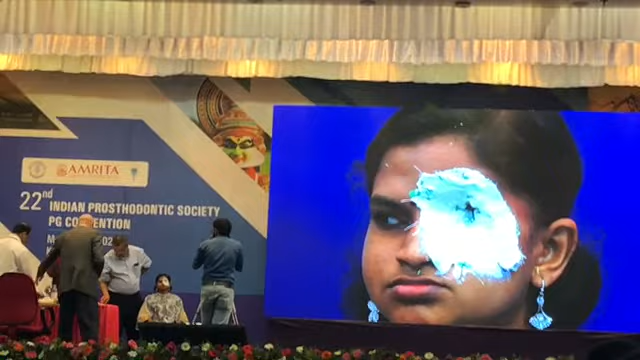 AMRITA
22nd INDIAN PROSTHODONTIC SOCIETY
PG CONVENTION